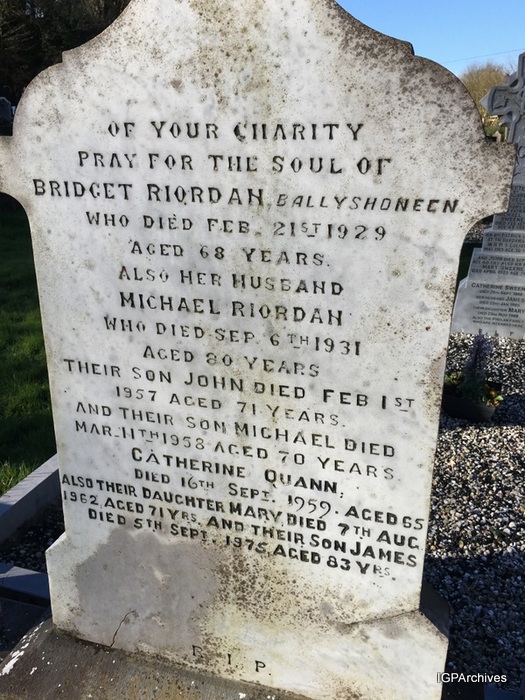 OF YOUR CHARITY
PRAY FOR THE SOUL OF
BRIDGET RIORDAN, BALLYSHONEEN.
WHO DIED FEB. 21ST 1929
AGED 68 YEARS.
ALSO HER HUSBAND
MICHAEL RIORDAN
WHO DIED SEP. 6TH 1931
AGED 80 YEARS
THEIR SON JOHN DIED FEB 1ST
1957 AGED 71 YEARS.
AND THEIR SON MICHAEL DIED
MAR. 11TH 1958 AGED 70 YEARS
CATHERINE QUANN,
DIED 16TH SEPT. 1959. AGED 65
ALSO THEIR DAUGHTER MARY, DIED 7TH AUG
1962, AGED 71 YRS. AND THEIR SON JAMES
DIED 5TH SEPT. 1975, AGED 83 YRS.
R I P
IGPArchives